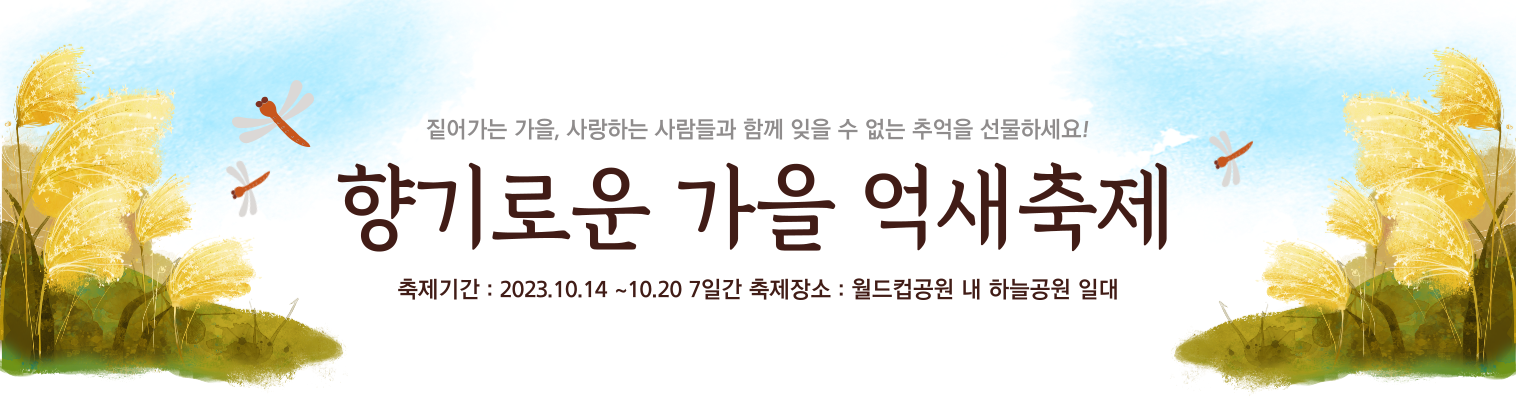 짙어가는 가을, 사랑하는 사람들과 함께 잊을 수 없는 추억을 선물하세요!
향기로운 가을 억새축제
축제기간 : 2023.10.14 ~10.20 7일간 축제장소 : 월드컵공원 내 하늘공원 일대